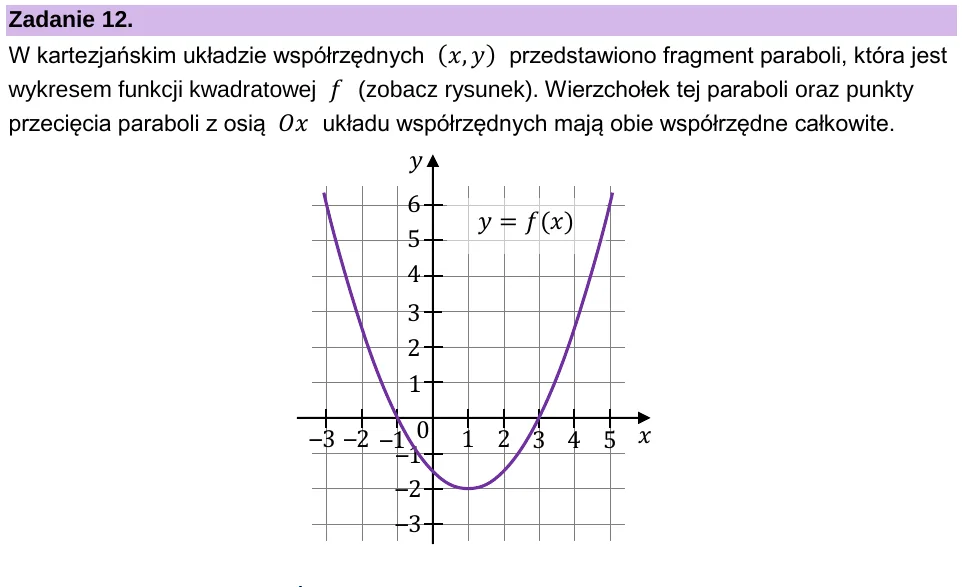 Zadanie 12.
W kartezjańskim układzie współrzędnych (x, y) przedstawiono fragment paraboli, która jest
wykresem funkcji kwadratowej f (zobacz rysunek). Wierzchołek tej paraboli oraz punkty
przecięcia paraboli z osią Ox układu współrzędnych mają obie współrzędne całkowite.
y
6
y = f(x)
5
4
3
2
1
0
−3 −2 −1 1 2 3 4 5 x
−1
−2
−3